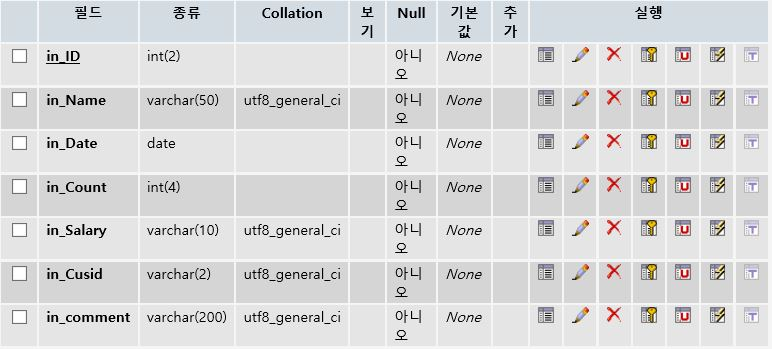 필드 종류 Collation 보기 Null 기본값 추가 실행
in_ID int(2) 아니오 None
in_Name varchar(50) utf8_general_ci 아니오 None
in_Date date 아니오 None
in_Count int(4) 아니오 None
in_Salary varchar(10) utf8_general_ci 아니오 None
in_Cusid varchar(2) utf8_general_ci 아니오 None
in_comment varchar(200) utf8_general_ci 아니오 None